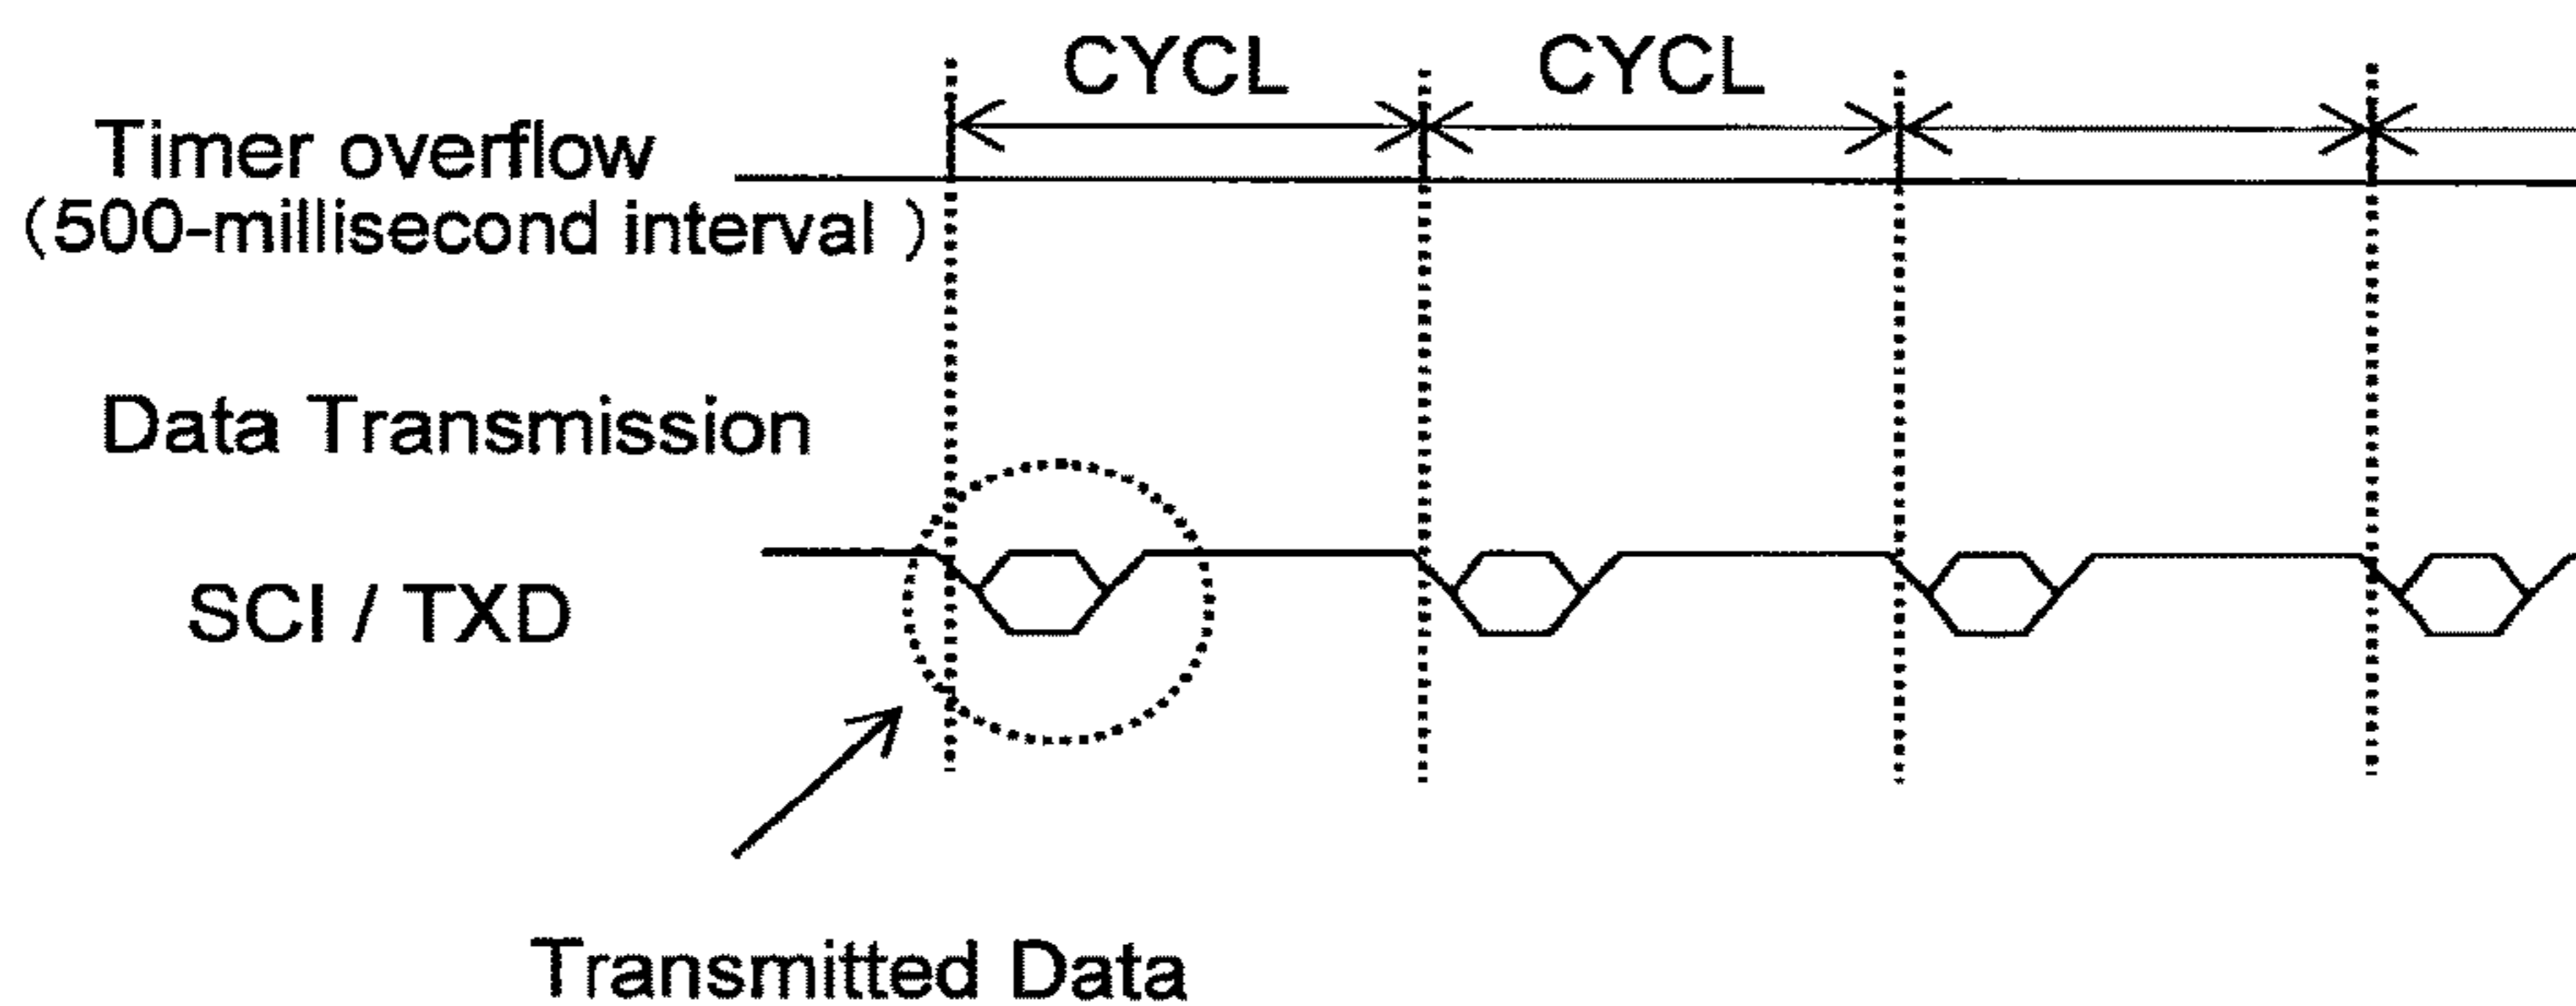 CYCL CYCL
Timer overflow
(500-millisecond interval )
Data Transmission
SCI / TXD
Transmitted Data